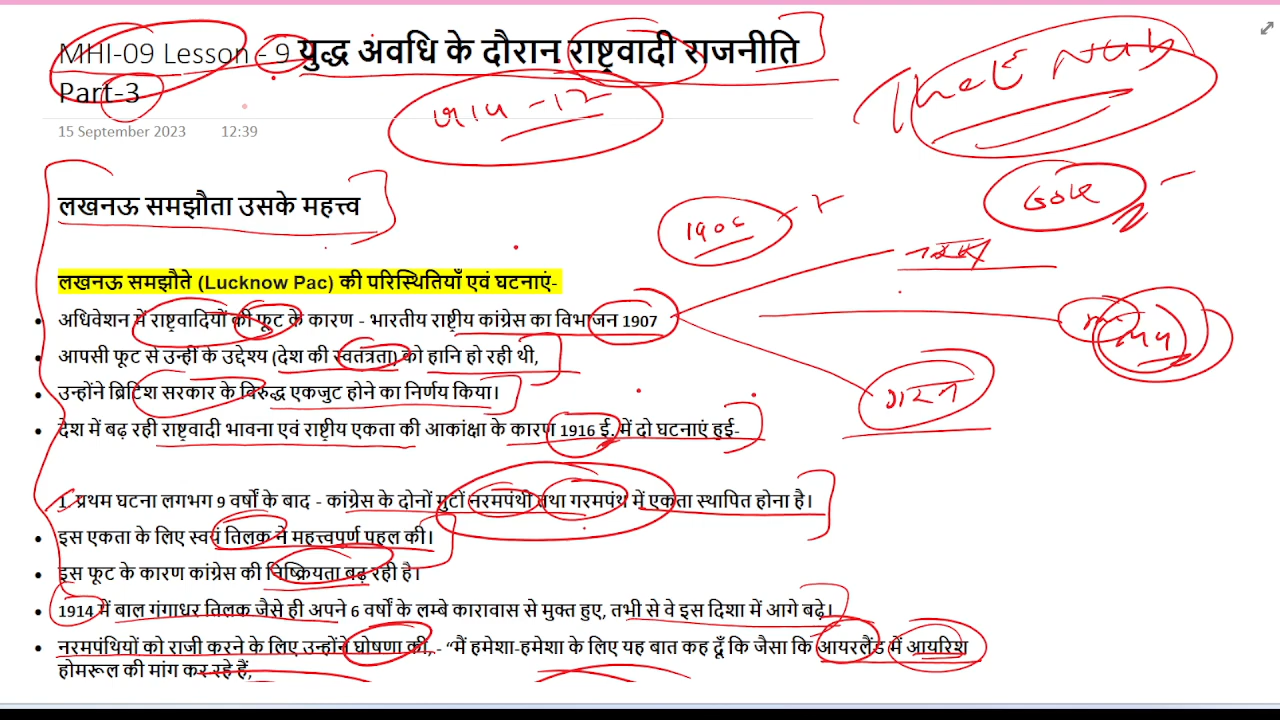 MHI-09 Lesson - 9 युद्ध अवधि के दौरान राष्ट्रवादी राजनीति
Part-3
भाग -12
The E Nub
15 September 2023 12:39
लखनऊ समझौता उसके महत्त्व
1906
लखनऊ समझौते (Lucknow Pac) की परिस्थितियाँ एवं घटनाएं-
• अधिवेशन में राष्ट्रवादियों की फूट के कारण - भारतीय राष्ट्रीय कांग्रेस का विभाजन 1907
• आपसी फूट से उन्हीं के उद्देश्य (देश की स्वतंत्रता) को हानि हो रही थी,
• उन्होंने ब्रिटिश सरकार के विरुद्ध एकजुट होने का निर्णय किया।
गरम
• देश में बढ़ रही राष्ट्रवादी भावना एवं राष्ट्रीय एकता की आकांक्षा के कारण 1916 ई. में दो घटनाएं हुई-
1. प्रथम घटना लगभग 9 वर्षों के बाद - कांग्रेस के दोनों गुटों नरमपंथी तथा गरमपंथ में एकता स्थापित होना है।
• इस एकता के लिए स्वयं तिलक ने महत्त्वपूर्ण पहल की।
• इस फूट के कारण कांग्रेस की निष्क्रियता बढ़ रही है।
• 1914 में बाल गंगाधर तिलक जैसे ही अपने 6 वर्षों के लम्बे कारावास से मुक्त हुए, तभी से वे इस दिशा में आगे बढ़े।
• नरमपंथियों को राजी करने के लिए उन्होंने घोषणा की, - “मैं हमेशा-हमेशा के लिए यह बात कह दूँ कि जैसा कि आयरलैंड में आयरिश
होमरूल की मांग कर रहे हैं,